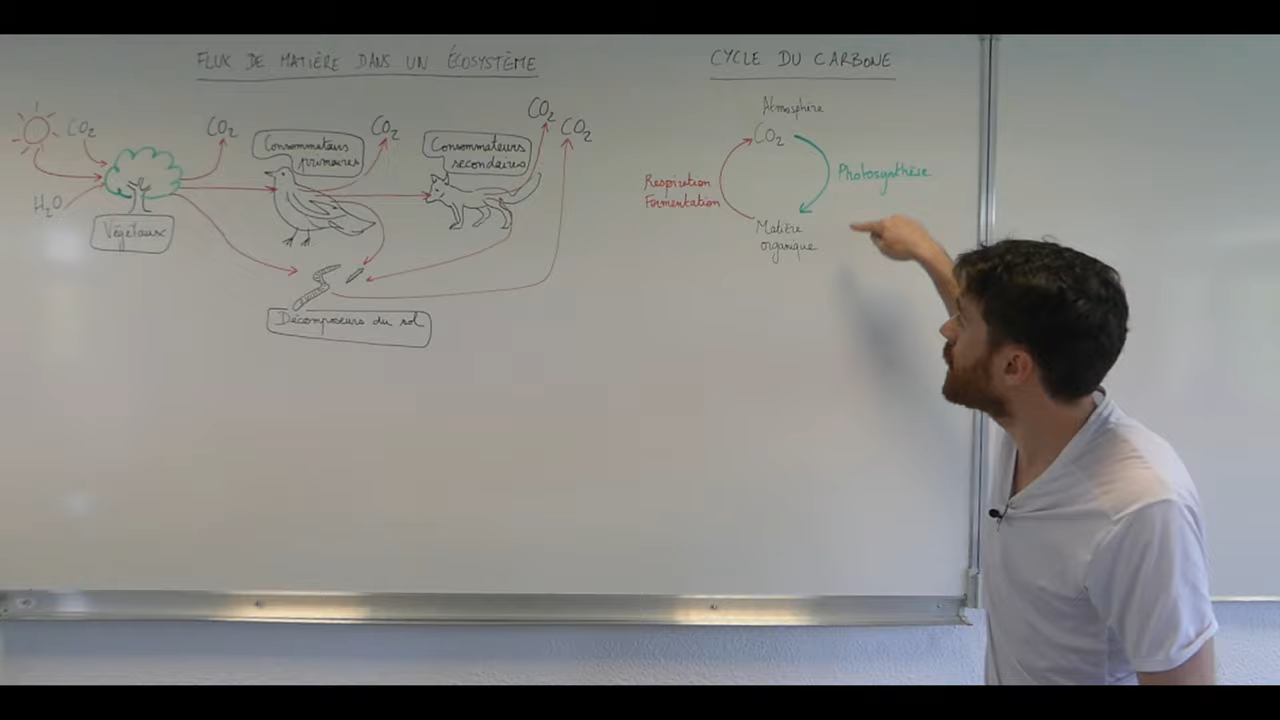 FLUX DE MATIÈRE DANS UN ÉCOSYSTÈME
CO2
H2O
Végétaux
CO2
Consommateurs
primaires
CO2
Consommateurs
secondaires
CO2
CO2
Décomposeurs du sol
CYCLE DU CARBONE
Atmosphère
CO2
Photosynthèse
Respiration
Fermentation
Matière
organique